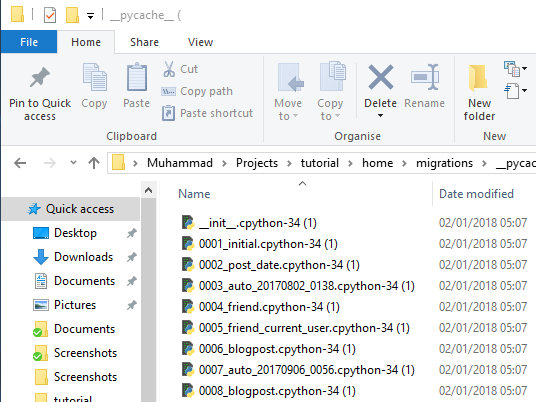 __pycache__ (
File Home Share View
Pin to Quick access
Copy
Paste
Cut
Copy path
Paste shortcut
Move to
Copy to
Delete
Rename
New folder
Clipboard Organise New
Muhammad Projects tutorial home migrations __pyca
Name Date modified
Quick access
Desktop
Downloads
Documents
Pictures
Documents
Screenshots
Screenshots
tutorial
__init__.cpython-34 (1) 02/01/2018 05:07
0001_initial.cpython-34 (1) 02/01/2018 05:07
0002_post_date.cpython-34 (1) 02/01/2018 05:07
0003_auto_20170802_0138.cpython-34 (1) 02/01/2018 05:07
0004_friend.cpython-34 (1) 02/01/2018 05:07
0005_friend_current_user.cpython-34 (1) 02/01/2018 05:07
0006_blogpost.cpython-34 (1) 02/01/2018 05:07
0007_auto_20170906_0056.cpython-34 (1) 02/01/2018 05:07
0008_blogpost.cpython-34 (1) 02/01/2018 05:07